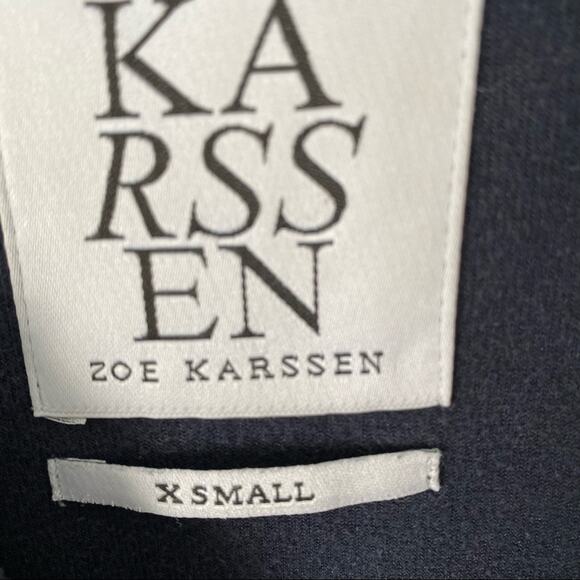 KA
RSS
EN
ZOE KARSSEN
X SMALL